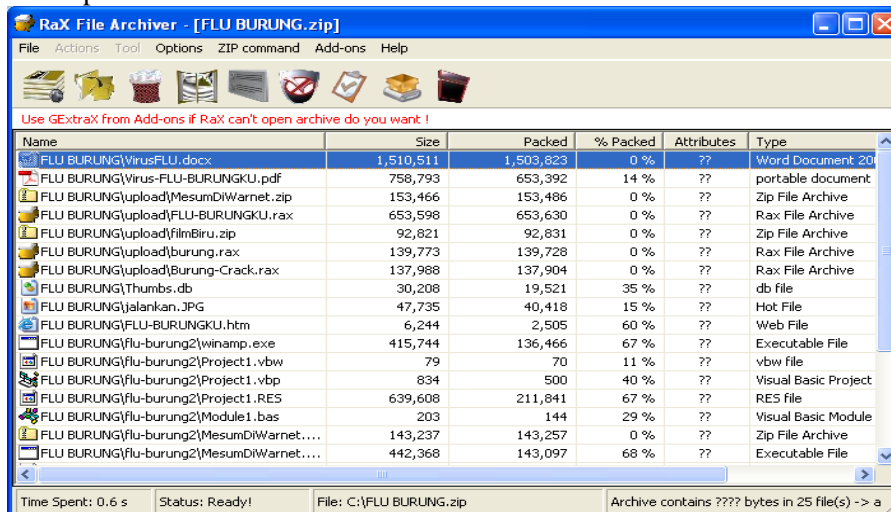 RaX File Archiver - [FLU BURUNG.zip]
File Actions Tool Options ZIP command Add-ons Help
Use GExtraX from Add-ons if RaX can't open archive do you want !
Name Size Packed % Packed Attributes Type
FLU BURUNG\VirusFLU.docx 1,510,511 1,503,823 0 % ?? Word Document 20
FLU BURUNG\Virus-FLU-BURUNGKU.pdf 758,793 653,392 14 % ?? portable document
FLU BURUNG\upload\MesumDiWarnet.zip 153,466 153,486 0 % ?? Zip File Archive
FLU BURUNG\upload\FLU-BURUNGKU.rax 653,598 653,630 0 % ?? Rax File Archive
FLU BURUNG\upload\filmBiru.zip 92,821 92,831 0 % ?? Zip File Archive
FLU BURUNG\upload\burung.rax 139,773 139,728 0 % ?? Rax File Archive
FLU BURUNG\upload\Burung-Crack.rax 137,988 137,904 0 % ?? Rax File Archive
FLU BURUNG\Thumbs.db 30,208 19,521 35 % ?? db file
FLU BURUNG\jalankan.JPG 47,735 40,418 15 % ?? Hot File
FLU BURUNG\FLU-BURUNGKU.htm 6,244 2,505 60 % ?? Web File
FLU BURUNG\flu-burung2\winamp.exe 415,744 136,466 67 % ?? Executable File
FLU BURUNG\flu-burung2\Project1.vbw 79 70 11 % ?? vbw file
FLU BURUNG\flu-burung2\Project1.vbp 834 500 40 % ?? Visual Basic Project
FLU BURUNG\flu-burung2\Project1.RES 639,608 211,841 67 % ?? RES file
FLU BURUNG\flu-burung2\Module1.bas 203 144 29 % ?? Visual Basic Module
FLU BURUNG\flu-burung2\MesumDiWarnet.... 143,237 143,257 0 % ?? Zip File Archive
FLU BURUNG\flu-burung2\MesumDiWarnet.... 442,368 143,097 68 % ?? Executable File
Time Spent: 0.6 s Status: Ready! File: C:\FLU BURUNG.zip Archive contains ???? bytes in 25 file(s) -> a